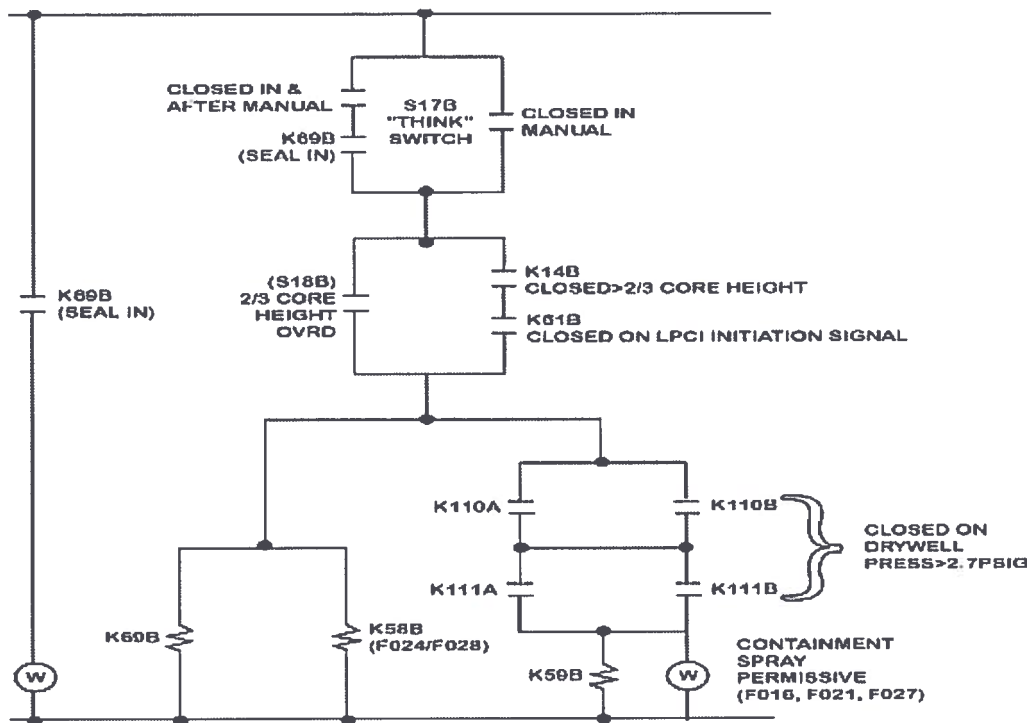 CLOSED IN &
AFTER MANUAL
S17B
"THINK"
SWITCH
CLOSED IN
MANUAL
K69B
(SEAL IN)
(S18B)
2/3 CORE
HEIGHT
OVRD
K14B
CLOSED>2/3 CORE HEIGHT
K61B
CLOSED ON LPCI INITIATION SIGNAL
K69B
(SEAL IN)
K110A
K110B
K111A
K111B
CLOSED ON
DRYWELL
PRESS>2.7PSIG
K69B
K58B
(F024/F028)
K59B
CONTAINMENT
SPRAY
PERMISSIVE
(F016, F021, F027)
W
W